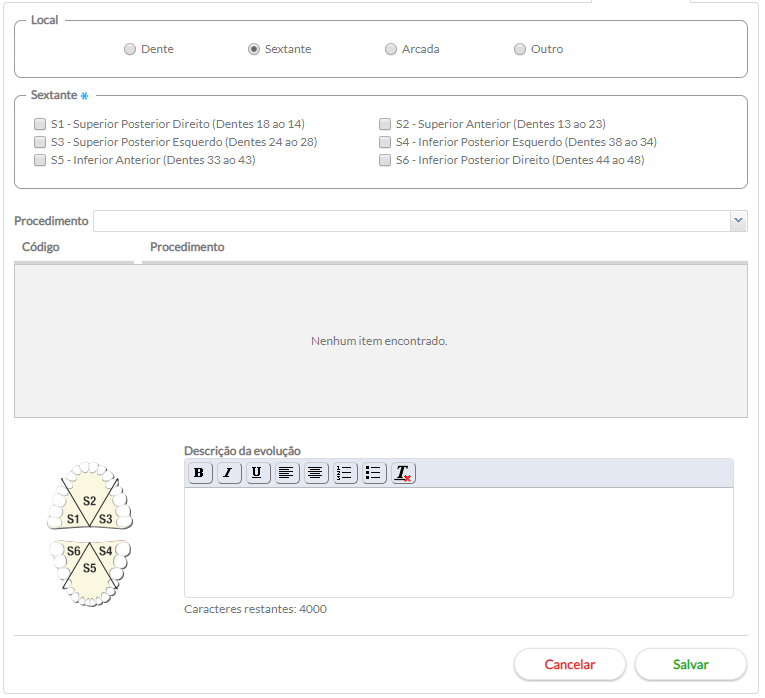 Local
Dente Sextante Arcada Outro
Sextante *
S1 - Superior Posterior Direito (Dentes 18 ao 14) S2 - Superior Anterior (Dentes 13 ao 23)
S3 - Superior Posterior Esquerdo (Dentes 24 ao 28) S4 - Inferior Posterior Esquerdo (Dentes 38 ao 34)
S5 - Inferior Anterior (Dentes 33 ao 43) S6 - Inferior Posterior Direito (Dentes 44 ao 48)
Procedimento
Código Procedimento
Nenhum item encontrado.
Descrição da evolução
B I U T
S2
S1 S3
S6 S4
S5
Caracteres restantes: 4000
Cancelar Salvar